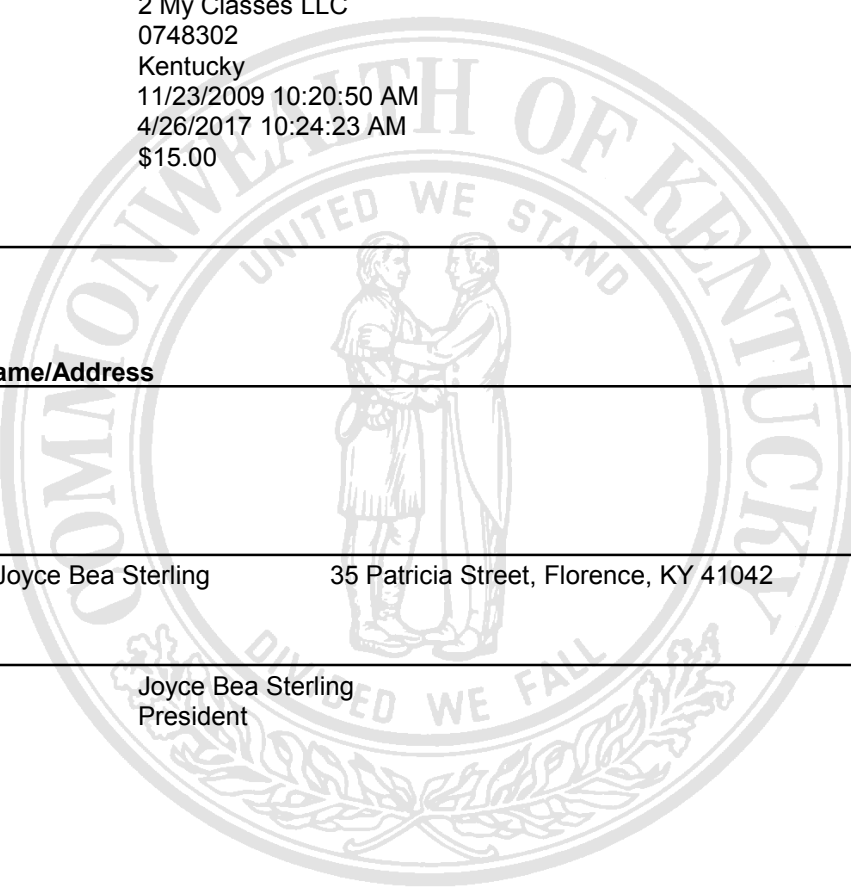 2 My Classes LLC
0748302
Kentucky
11/23/2009 10:20:50 AM
4/26/2017 10:24:23 AM
$15.00
COMMONWEALTH OF KENTUCKY
UNITED WE STAND
ame/Address
Joyce Bea Sterling 35 Patricia Street, Florence, KY 41042
DIVIDED WE FALL
Joyce Bea Sterling
President